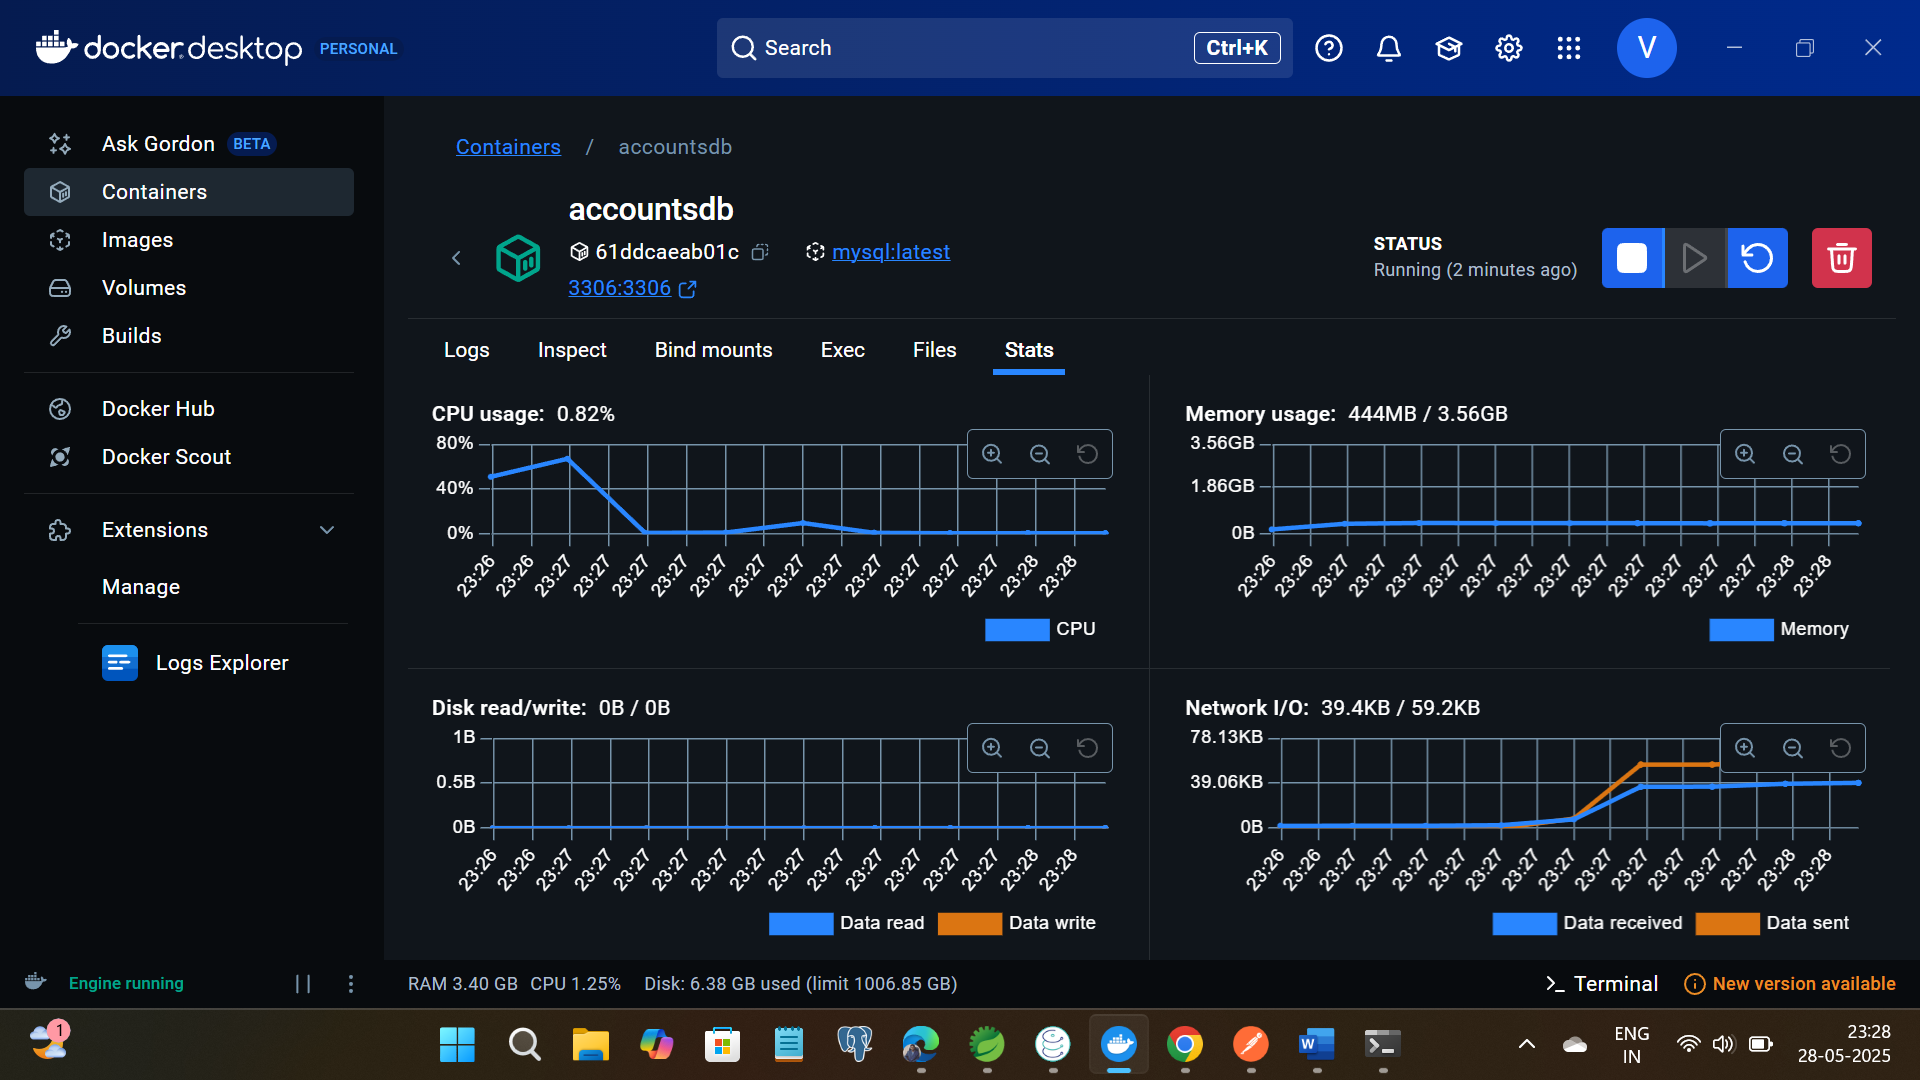 docker desktop PERSONAL
Search Ctrl+K
V
Ask Gordon BETA
Containers
Images
Volumes
Builds
Docker Hub
Docker Scout
Extensions
Manage
Logs Explorer
Containers / accountsdb
accountsdb
61ddcaeab01c mysql:latest
3306:3306
STATUS
Running (2 minutes ago)
Logs Inspect Bind mounts Exec Files Stats
CPU usage: 0.82%
80%
40%
0%
23:26 23:26 23:27 23:27 23:27 23:27 23:27 23:27 23:27 23:27 23:27 23:27 23:27 23:27 23:28 23:28
CPU
Memory usage: 444MB / 3.56GB
3.56GB
1.86GB
0B
23:26 23:26 23:27 23:27 23:27 23:27 23:27 23:27 23:27 23:27 23:27 23:27 23:27 23:27 23:28 23:28
Memory
Disk read/write: 0B / 0B
1B
0.5B
0B
23:26 23:26 23:27 23:27 23:27 23:27 23:27 23:27 23:27 23:27 23:27 23:27 23:27 23:27 23:28 23:28
Data read Data write
Network I/O: 39.4KB / 59.2KB
78.13KB
39.06KB
0B
23:26 23:26 23:27 23:27 23:27 23:27 23:27 23:27 23:27 23:27 23:27 23:27 23:27 23:27 23:28 23:28
Data received Data sent
Engine running
RAM 3.40 GB CPU 1.25% Disk: 6.38 GB used (limit 1006.85 GB)
>_ Terminal
New version available
1
W
ENG
IN
23:28
28-05-2025